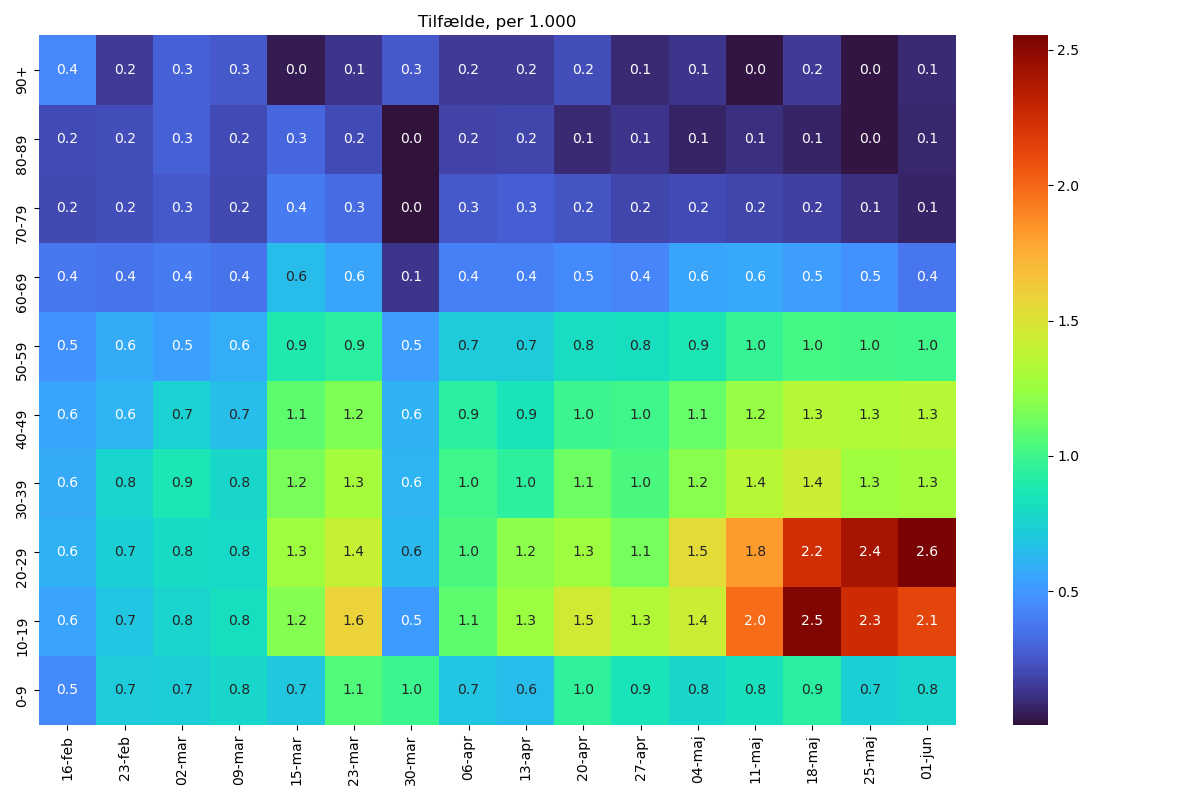 Tilfælde, per 1.000
90+ 0.4 0.2 0.3 0.3 0.0 0.1 0.3 0.2 0.2 0.2 0.1 0.1 0.0 0.2 0.0 0.1
80-89 0.2 0.2 0.3 0.2 0.3 0.2 0.0 0.2 0.2 0.1 0.1 0.1 0.1 0.1 0.0 0.1
70-79 0.2 0.2 0.3 0.2 0.4 0.3 0.0 0.3 0.3 0.2 0.2 0.2 0.2 0.2 0.1 0.1
60-69 0.4 0.4 0.4 0.4 0.6 0.6 0.1 0.4 0.4 0.5 0.4 0.6 0.6 0.5 0.5 0.4
50-59 0.5 0.6 0.5 0.6 0.9 0.9 0.5 0.7 0.7 0.8 0.8 0.9 1.0 1.0 1.0 1.0
40-49 0.6 0.6 0.7 0.7 1.1 1.2 0.6 0.9 0.9 1.0 1.0 1.1 1.2 1.3 1.3 1.3
30-39 0.6 0.8 0.9 0.8 1.2 1.3 0.6 1.0 1.0 1.1 1.0 1.2 1.4 1.4 1.3 1.3
20-29 0.6 0.7 0.8 0.8 1.3 1.4 0.6 1.0 1.2 1.3 1.1 1.5 1.8 2.2 2.4 2.6
10-19 0.6 0.7 0.8 0.8 1.2 1.6 0.5 1.1 1.3 1.5 1.3 1.4 2.0 2.5 2.3 2.1
0-9 0.5 0.7 0.7 0.8 0.7 1.1 1.0 0.7 0.6 1.0 0.9 0.8 0.8 0.9 0.7 0.8
16-feb 23-feb 02-mar 09-mar 15-mar 23-mar 30-mar 06-apr 13-apr 20-apr 27-apr 04-maj 11-maj 18-maj 25-maj 01-jun
2.5
2.0
1.5
1.0
0.5